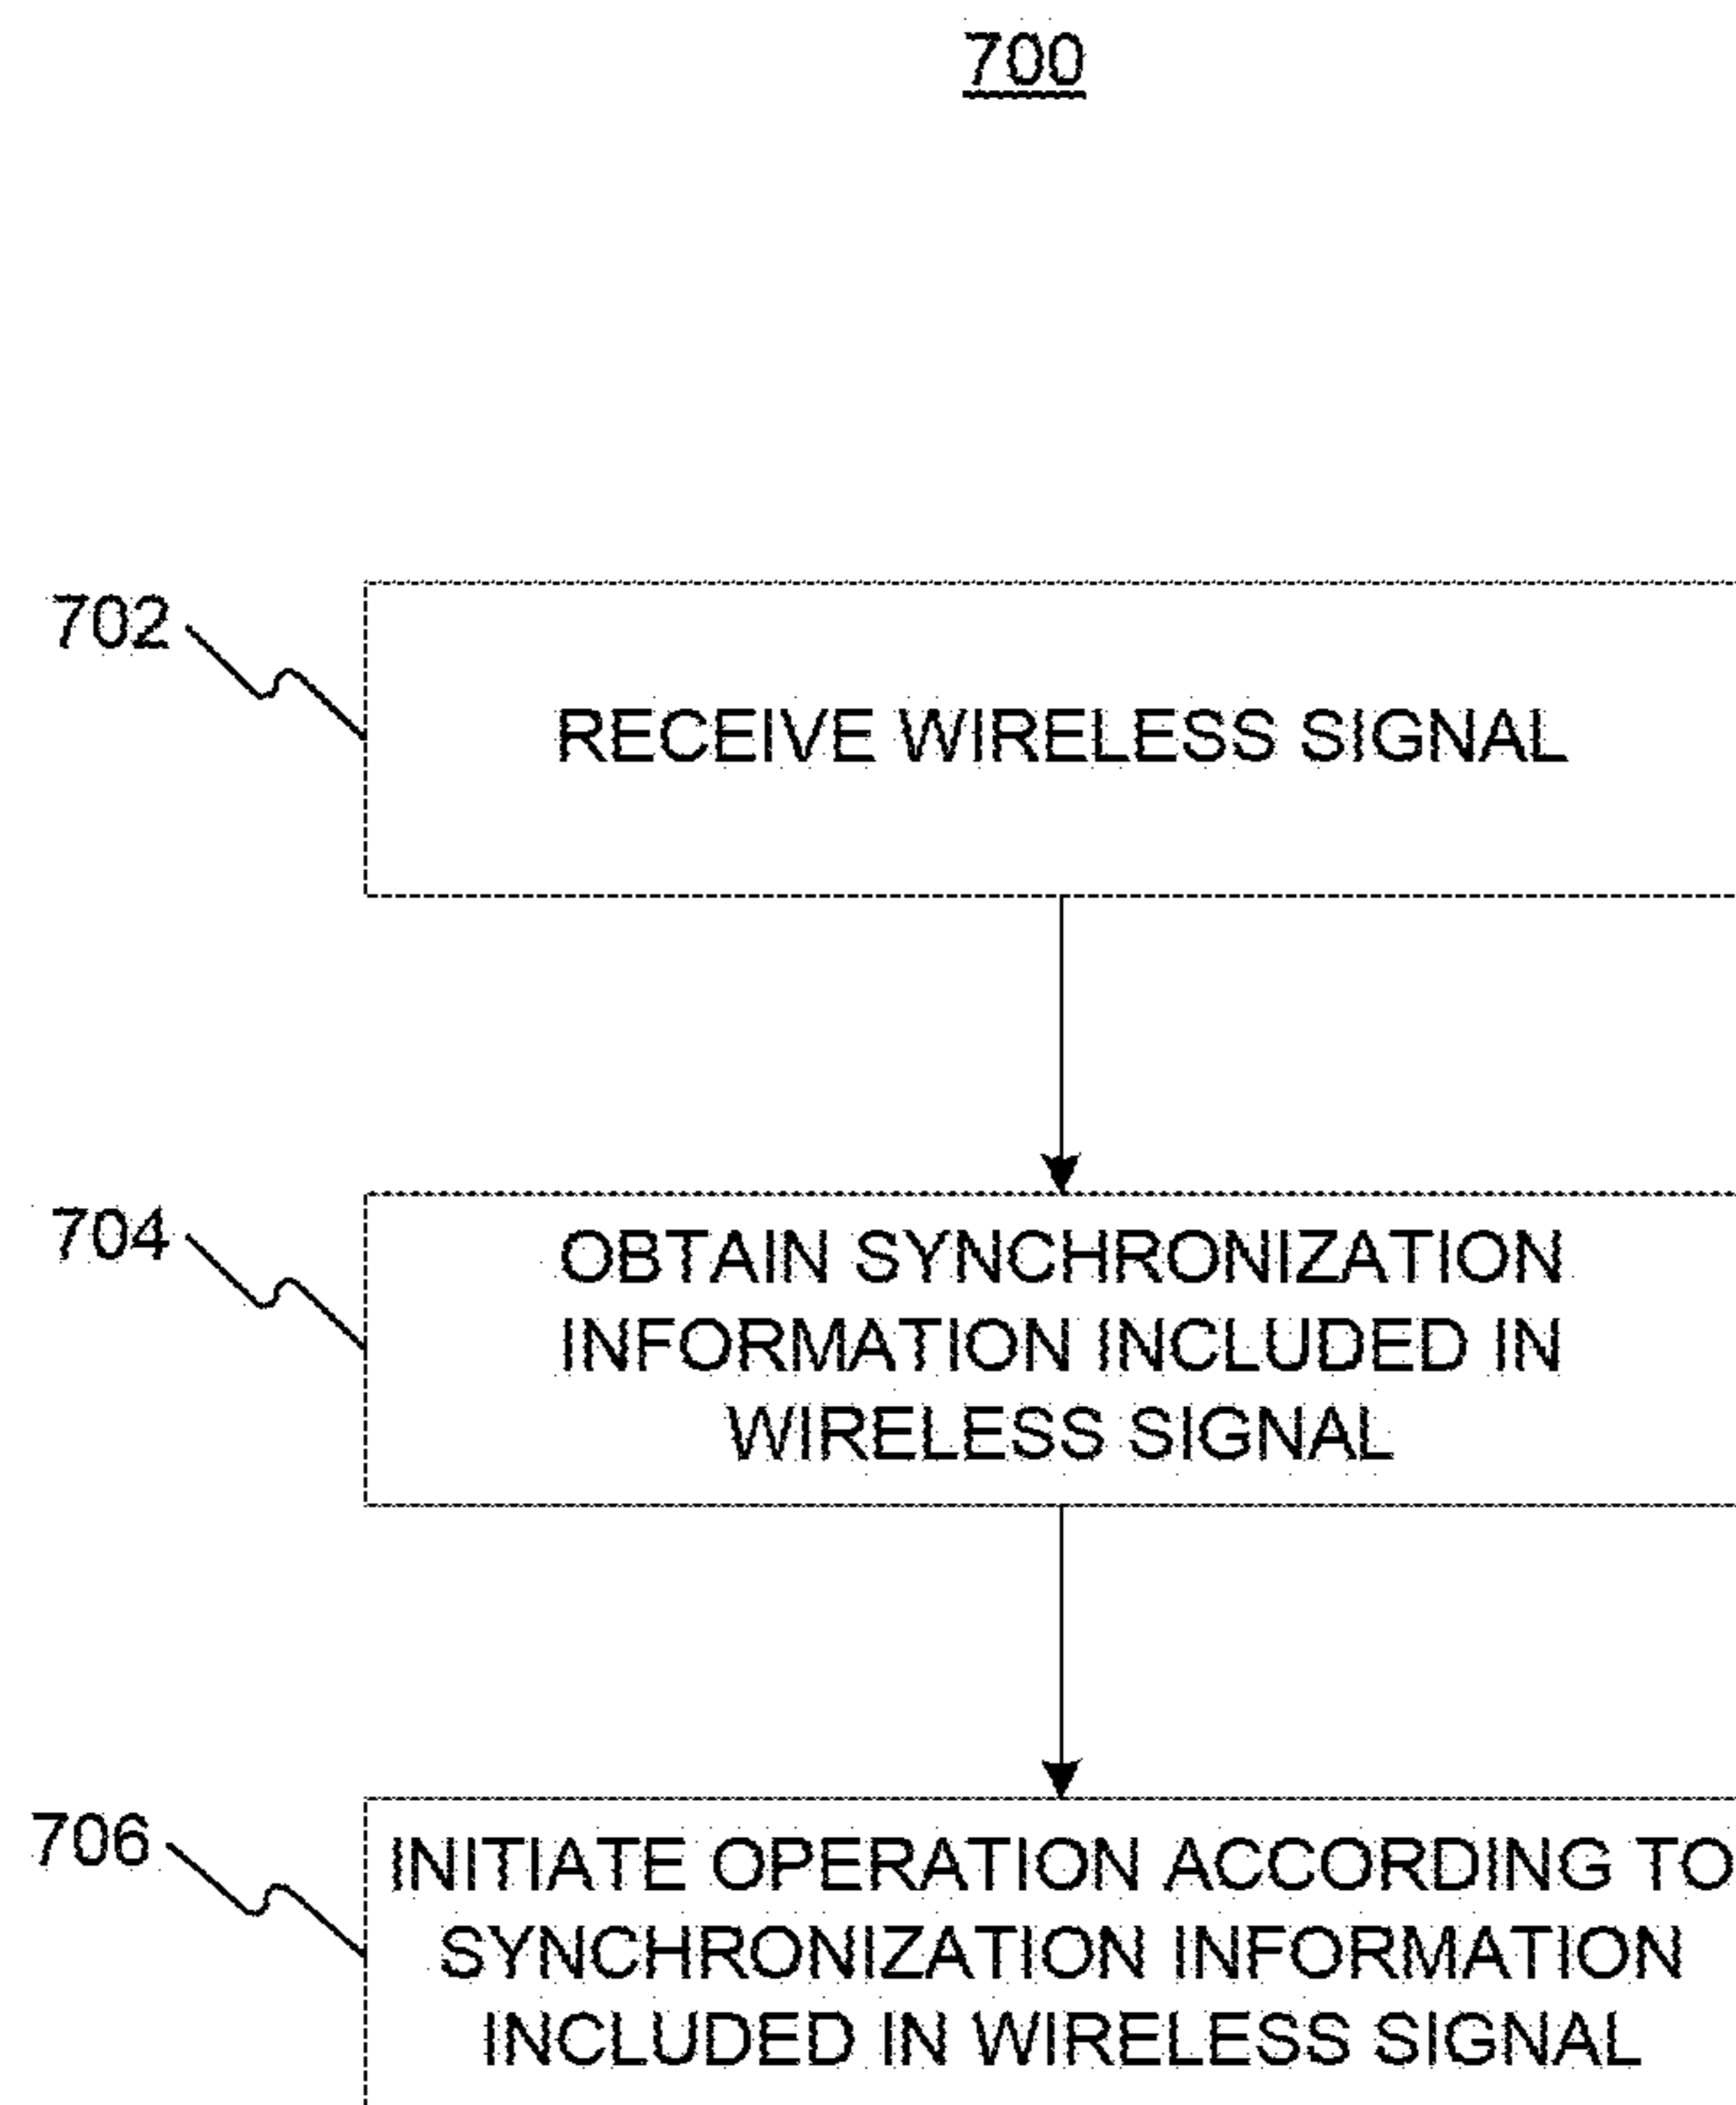 700
702
RECEIVE WIRELESS SIGNAL
704
OBTAIN SYNCHRONIZATION
INFORMATION INCLUDED IN
WIRELESS SIGNAL
706
INITIATE OPERATION ACCORDING TO
SYNCHRONIZATION INFORMATION
INCLUDED IN WIRELESS SIGNAL